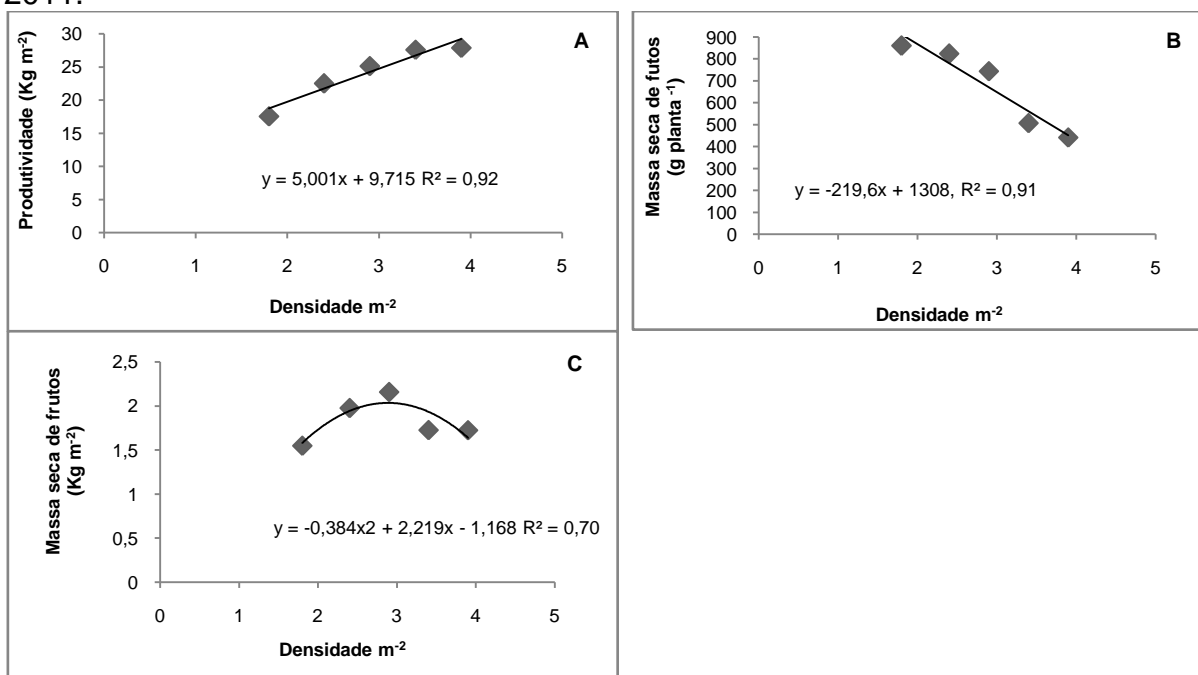 2011.
A
Produtividade (Kg m-2)
30
25
20
15
10
5
0
y = 5,001x + 9,715 R² = 0,92
0 1 2 3 4 5
Densidade m-2
B
Massa seca de futos
(g planta -1)
900
800
700
600
500
400
300
200
100
0
y = -219,6x + 1308, R² = 0,91
0 1 2 3 4 5
Densidade m-2
C
Massa seca de frutos
(Kg m-2)
2,5
2
1,5
1
0,5
0
y = -0,384x2 + 2,219x - 1,168 R² = 0,70
0 1 2 3 4 5
Densidade m-2